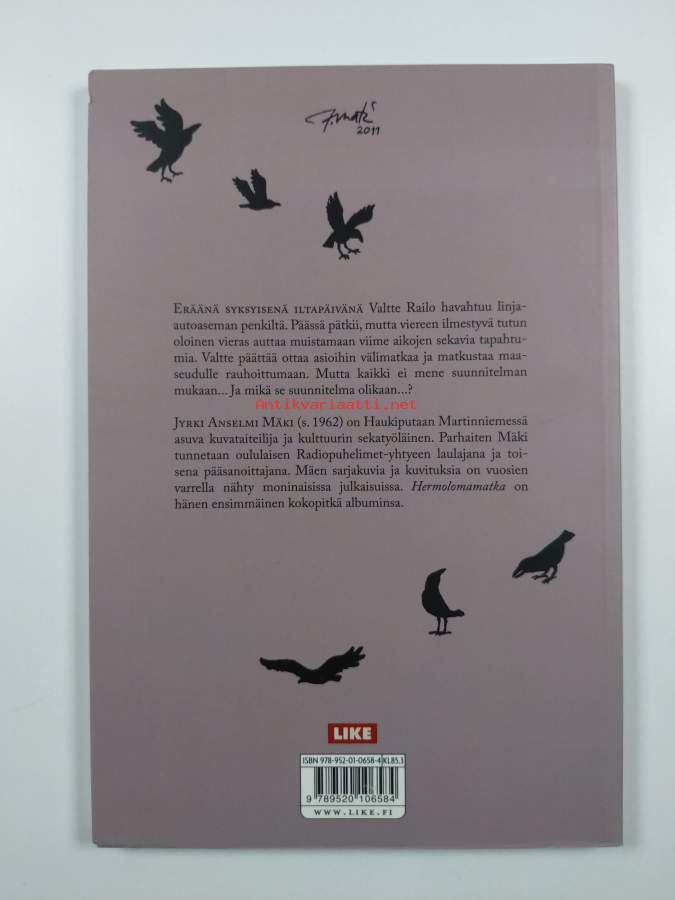 J. Mäki
2011
ERÄÄNÄ SYKSYISENÄ ILTAPÄIVÄNÄ Valtte Railo havahtuu linja-
autoaseman penkiltä. Päässä pätkii, mutta viereen ilmestyvä tutun
oloinen vieras auttaa muistamaan viime aikojen sekavia tapahtu-
mia. Valtte päättää ottaa asioihin välimatkaa ja matkustaa maa-
seudulle rauhoittumaan. Mutta kaikki ei mene suunnitelman
mukaan... Ja mikä se suunnitelma olikaan...?
Antikvariaatti.net
JYRKI ANSELMI MÄKI (s. 1962) on Haukiputaan Martinniemessä
asuva kuvataiteilija ja kulttuurin sekatyöläinen. Parhaiten Mäki
tunnetaan oululaisen Radiopuhelimet-yhtyeen laulajana ja toi-
sena pääsanoittajana. Mäen sarjakuvia ja kuvituksia on vuosien
varrella nähty moninaisissa julkaisuissa. Hermolomamatka on
hänen ensimmäinen kokopitkä albuminsa.
LIKE
ISBN 978-952-01-0658-4 KL85.3
9 789520 106584
WWW.LIKE.FI